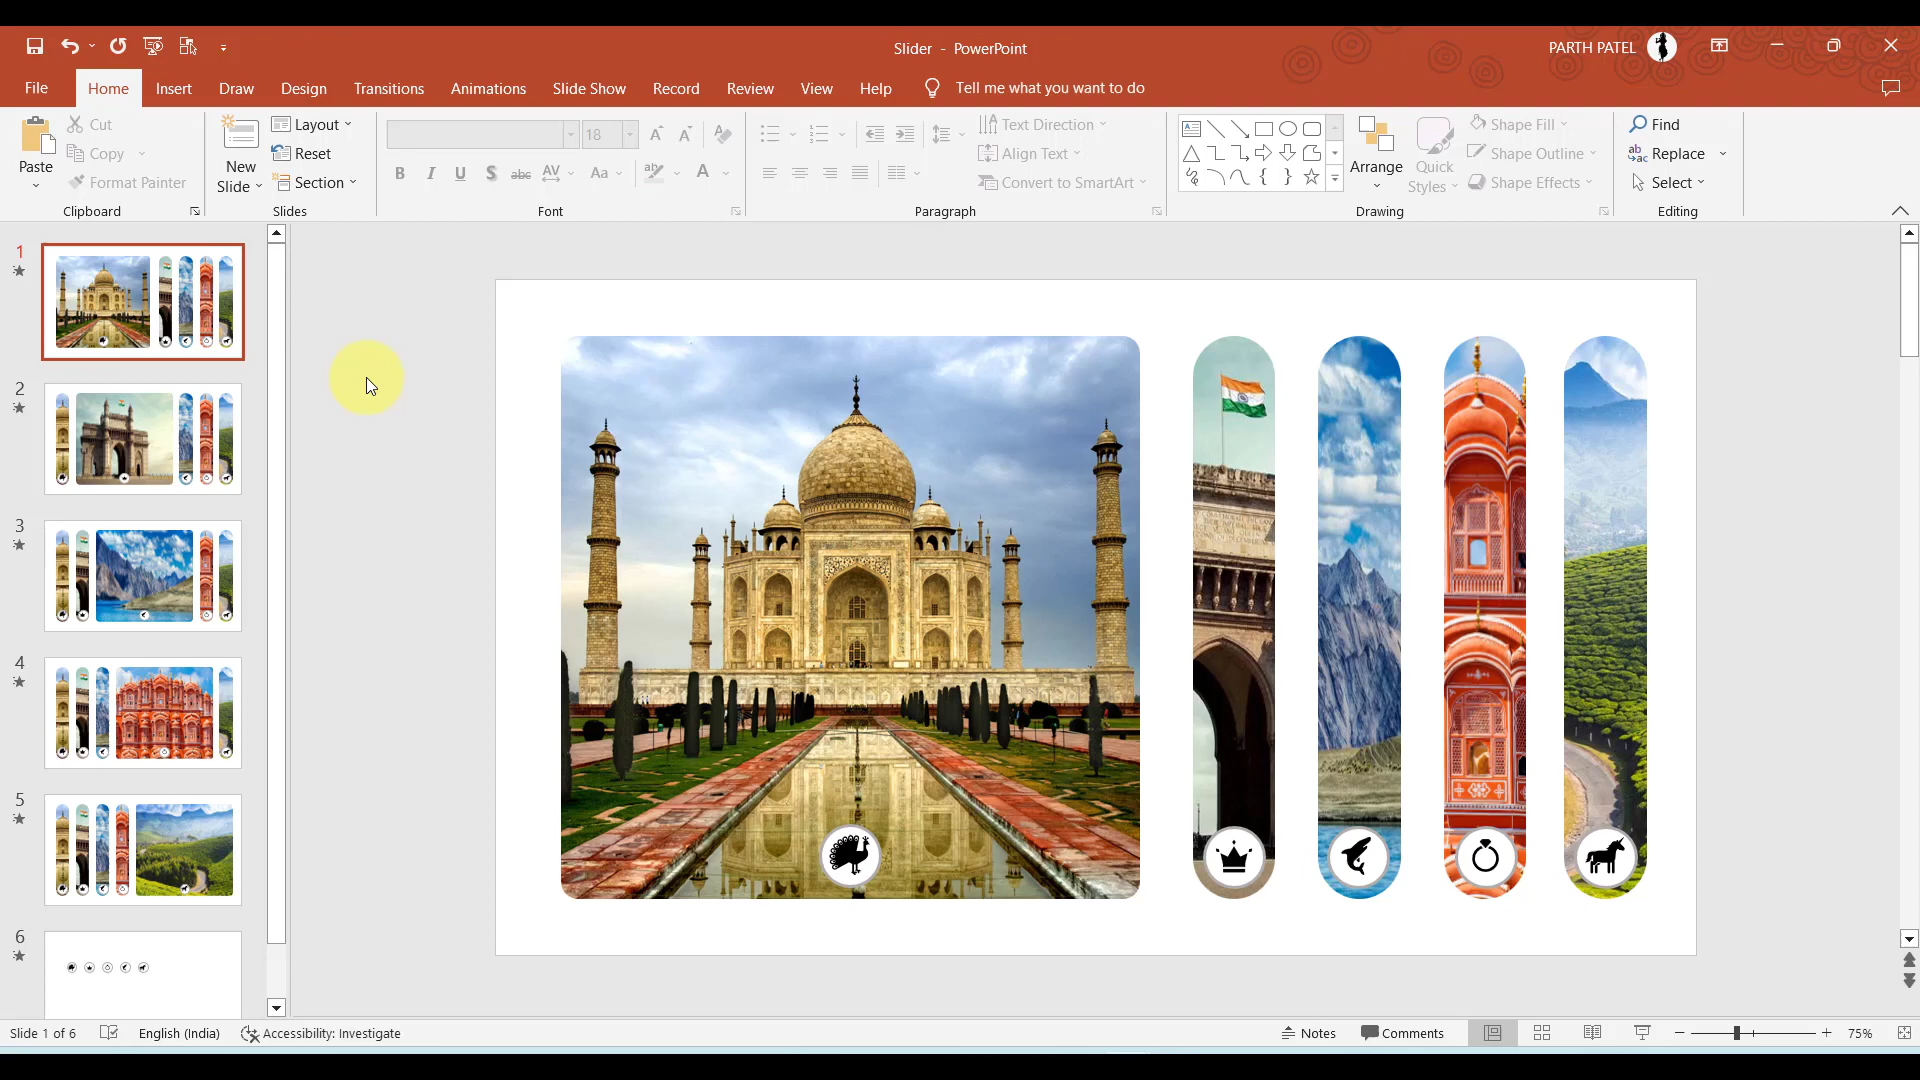 Slider - PowerPoint
PARTH PATEL
File Home Insert Draw Design Transitions Animations Slide Show Record Review View Help Tell me what you want to do
Paste
Cut
Copy
Format Painter
Clipboard
New
Slide
Layout
Reset
Section
Slides
18
B I U S abc AV Aa A
Font
Text Direction
Align Text
Convert to SmartArt
Paragraph
Arrange
Quick
Styles
Shape Fill
Shape Outline
Shape Effects
Drawing
Find
Replace
Select
Editing
1
2
3
4
5
6
Slide 1 of 6 English (India) Accessibility: Investigate Notes Comments 75%